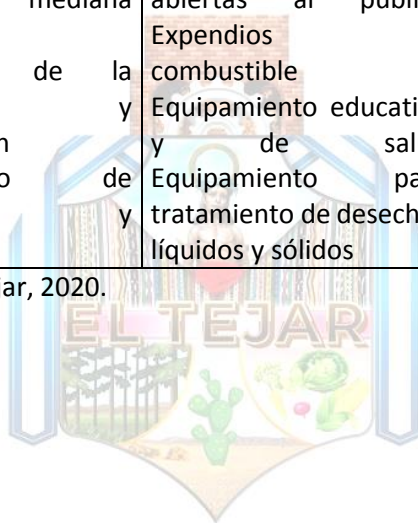 mediana abiertas al públi
Expendios
de la combustible
y Equipamiento educati
y de sal
o de Equipamiento pa
y tratamiento de desech
líquidos y sólidos
jar, 2020.
EL TEJAR